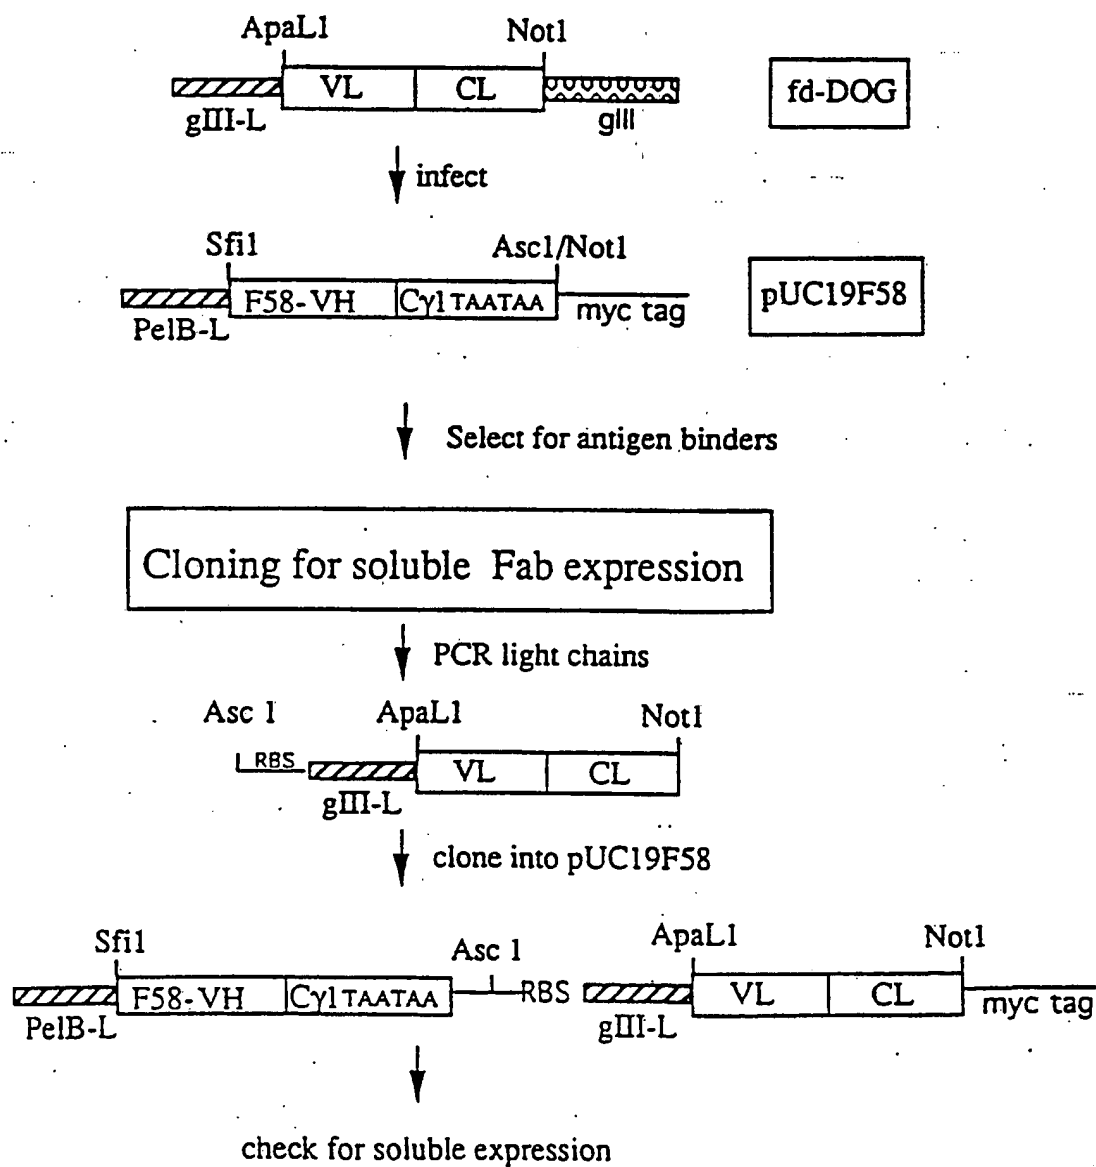 ApaL1 Not1
VL CL
gIII-L gIII
fd-DOG
infect
Sfi1 Asc1/Not1
F58-VH Cγ1 TAATAA
PelB-L myc tag
pUC19F58
Select for antigen binders
Cloning for soluble Fab expression
PCR light chains
Asc 1 ApaL1 Not1
RBS VL CL
gIII-L
clone into pUC19F58
Sfi1 Asc 1 ApaL1 Not1
F58-VH Cγ1 TAATAA RBS VL CL
PelB-L gIII-L myc tag
check for soluble expression